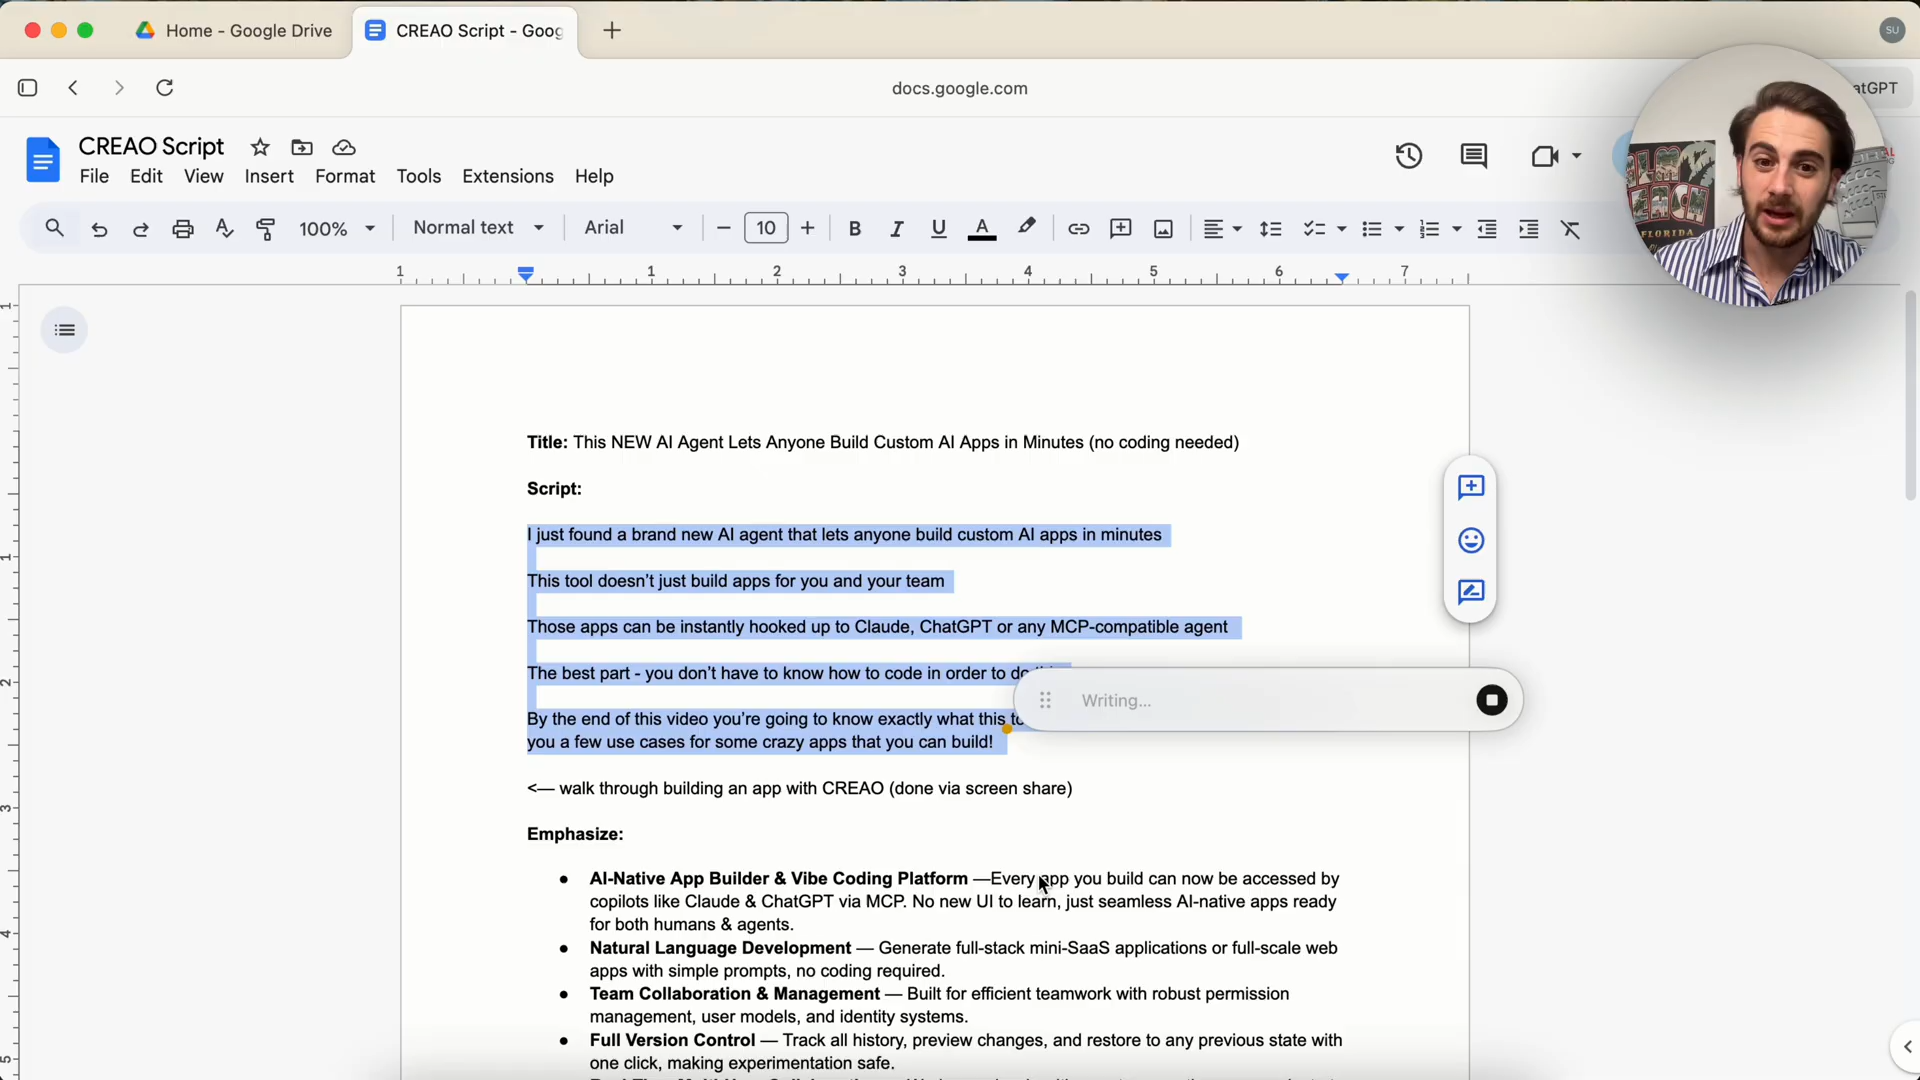 Home - Google Drive
CREAO Script - Goog
SU
docs.google.com
atGPT
CREAO Script
File Edit View Insert Format Tools Extensions Help
100% Normal text Arial 10
1 1 2 3 4 5 6 7
Title: This NEW AI Agent Lets Anyone Build Custom AI Apps in Minutes (no coding needed)
Script:
I just found a brand new AI agent that lets anyone build custom AI apps in minutes
This tool doesn't just build apps for you and your team
Those apps can be instantly hooked up to Claude, ChatGPT or any MCP-compatible agent
The best part - you don't have to know how to code in order to do
Writing...
By the end of this video you're going to know exactly what this
you a few use cases for some crazy apps that you can build!
<— walk through building an app with CREAO (done via screen share)
Emphasize:
● AI-Native App Builder & Vibe Coding Platform —Every app you build can now be accessed by
copilots like Claude & ChatGPT via MCP. No new UI to learn, just seamless AI-native apps ready
for both humans & agents.
● Natural Language Development — Generate full-stack mini-SaaS applications or full-scale web
apps with simple prompts, no coding required.
● Team Collaboration & Management — Built for efficient teamwork with robust permission
management, user models, and identity systems.
● Full Version Control — Track all history, preview changes, and restore to any previous state with
one click, making experimentation safe.